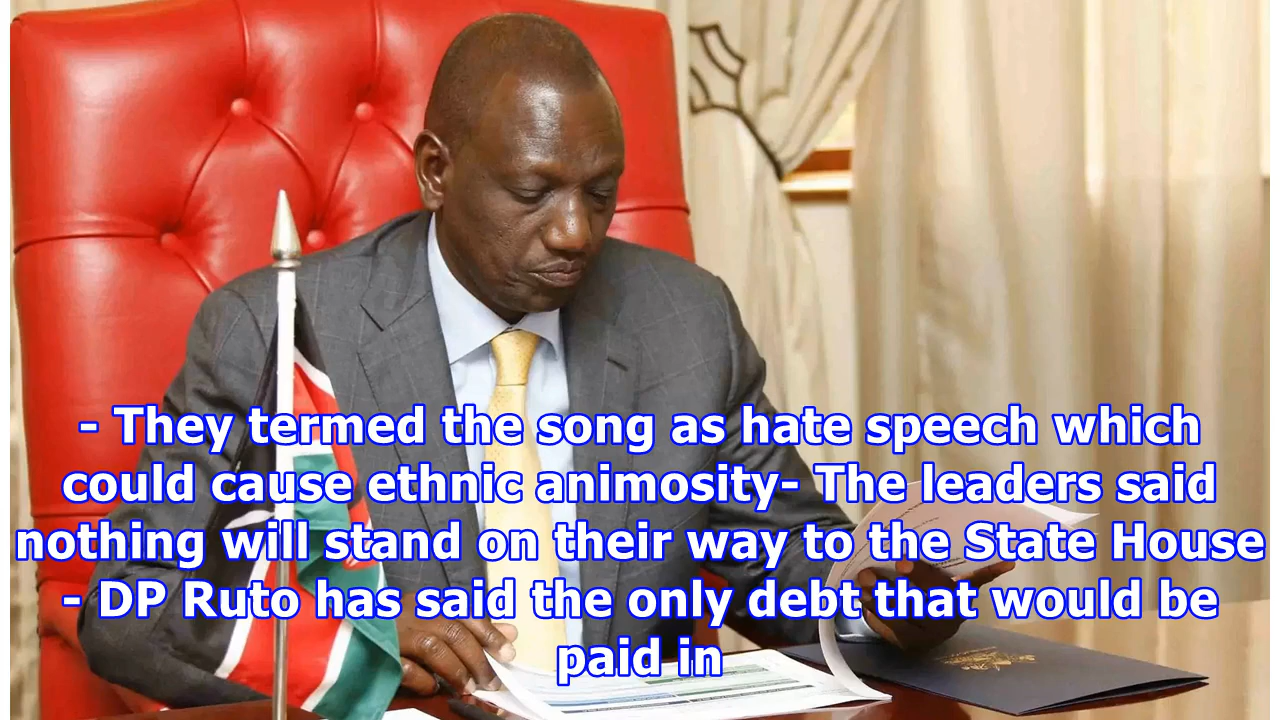 - They termed the song as hate speech which
could cause ethnic animosity- The leaders said
nothing will stand on their way to the State House
- DP Ruto has said the only debt that would be
paid in